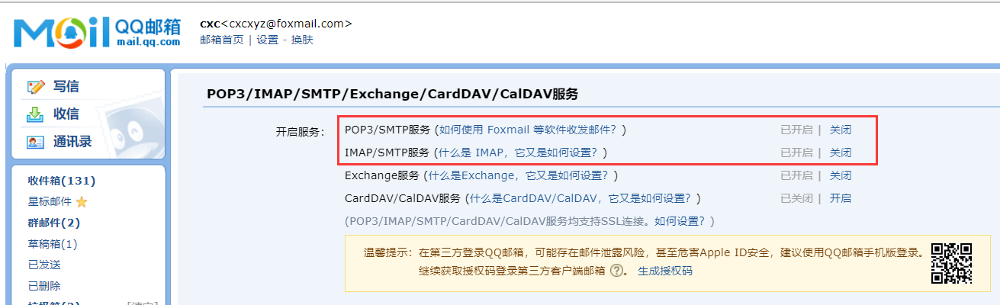 Mail QQ邮箱 mail.qq.com
cxc<cxcxyz@foxmail.com>
邮箱首页 | 设置 - 换肤
写信
收信
通讯录
收件箱(131)
星标邮件
群邮件(2)
草稿箱(1)
已发送
已删除
POP3/IMAP/SMTP/Exchange/CardDAV/CalDAV服务
开启服务：
POP3/SMTP服务 (如何使用 Foxmail 等软件收发邮件？) 已开启 | 关闭
IMAP/SMTP服务 (什么是 IMAP，它又是如何设置？) 已开启 | 关闭
Exchange服务 (什么是Exchange，它又是如何设置？) 已开启 | 关闭
CardDAV/CalDAV服务 (什么是CardDAV/CalDAV，它又是如何设置？) 已关闭 | 开启
(POP3/IMAP/SMTP/CardDAV/CalDAV服务均支持SSL连接。如何设置？)
温馨提示：在第三方登录QQ邮箱，可能存在邮件泄露风险，甚至危害Apple ID安全，建议使用QQ邮箱手机版登录。
继续获取授权码登录第三方客户端邮箱 ?。 生成授权码